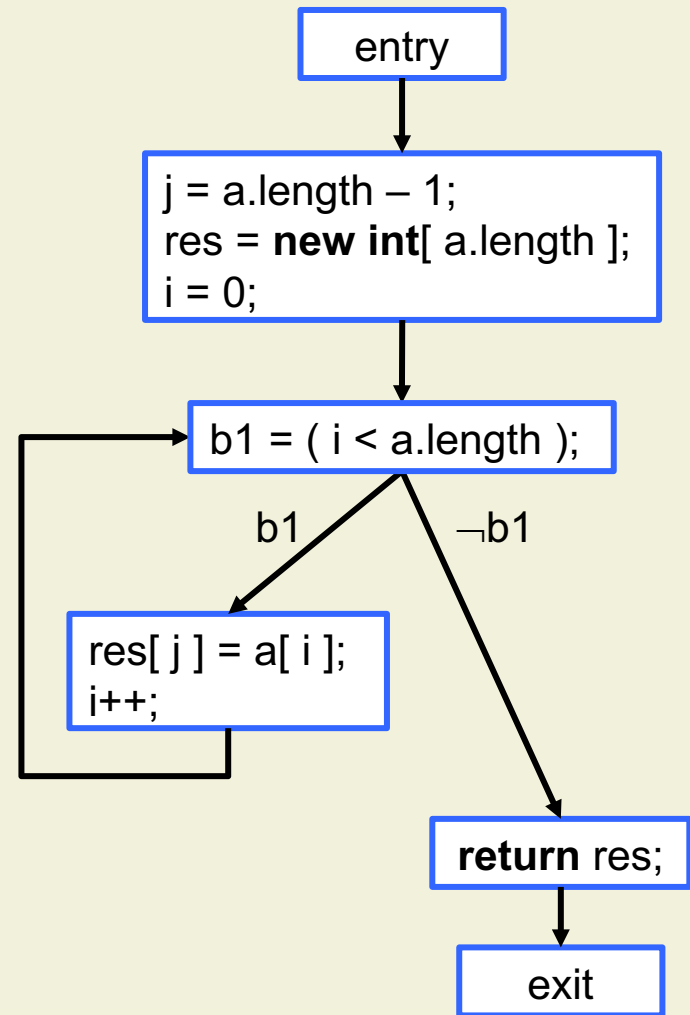 entry
j = a.length – 1;
res = new int[ a.length ];
i = 0;
b1 = ( i < a.length );
b1
¬b1
res[ j ] = a[ i ];
i++;
return res;
exit